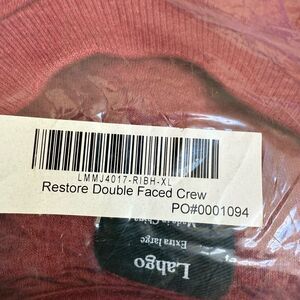 LMMJ4017-RIBH-XL
Restore Double Faced Crew
PO#0001094
Extra large
Lahgo